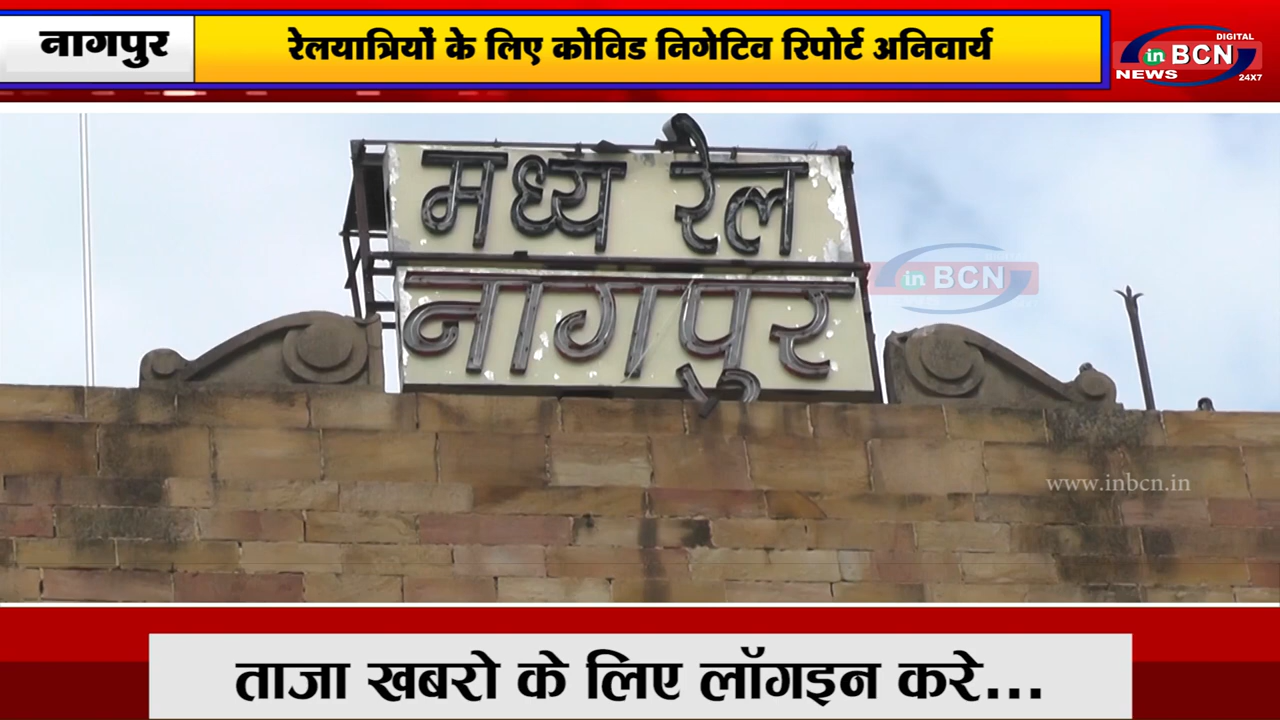 नागपुर
रेलयात्रियों के लिए कोविड निगेटिव रिपोर्ट अनिवार्य
DIGITAL
in BCN
NEWS 24X7
मध्य रेल
नागपुर
in BCN
www.inbcn.in
ताजा खबरो के लिए लॉगइन करे...